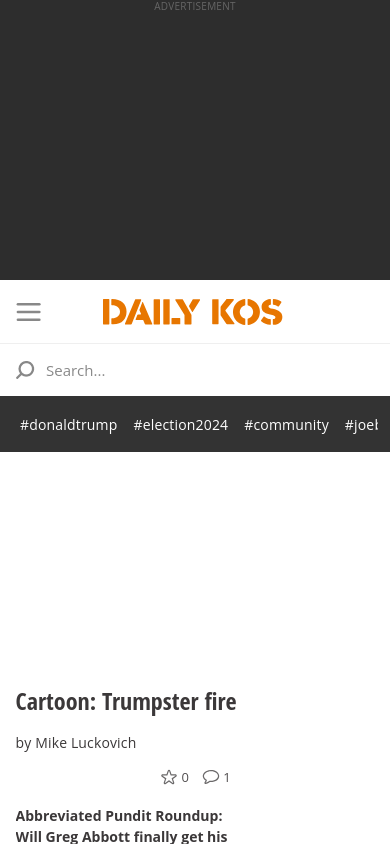 ADVERTISEMENT
DAILY KOS
Search...
#donaldtrump #election2024 #community
Cartoon: Trumpster fire
by Mike Luckovich
0 1
Abbreviated Pundit Roundup:
Will Greg Abbott finally get his